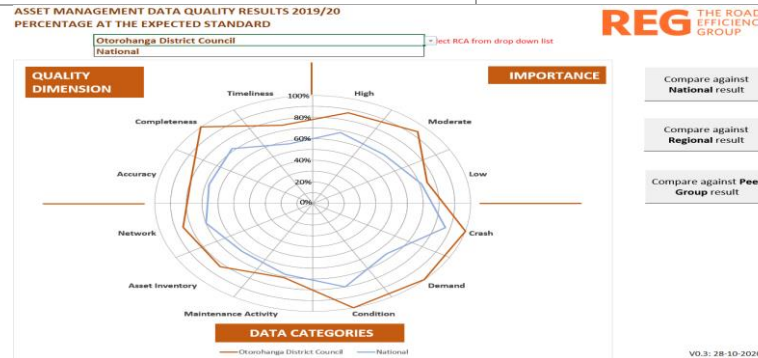 ASSET MANAGEMENT DATA QUALITY RESULTS 2019/20
PERCENTAGE AT THE EXPECTED STANDARD
REG THE ROAD
EFFICIENC
GROUP
Otorohanga District Council
ect RCA from drop down list
National
QUALITY
DIMENSION
IMPORTANCE
Timeliness
100%
High
Completeness
80%
Moderate
60%
Accuracy
40%
Low
20%
0%
Network
Crash
Asset Inventory
Demand
Maintenance Activity
Condition
DATA CATEGORIES
Otorohanga District Council
National
Compare against
National result
Compare against
Regional result
Compare against Pee
Group result
V0.3: 28-10-2020